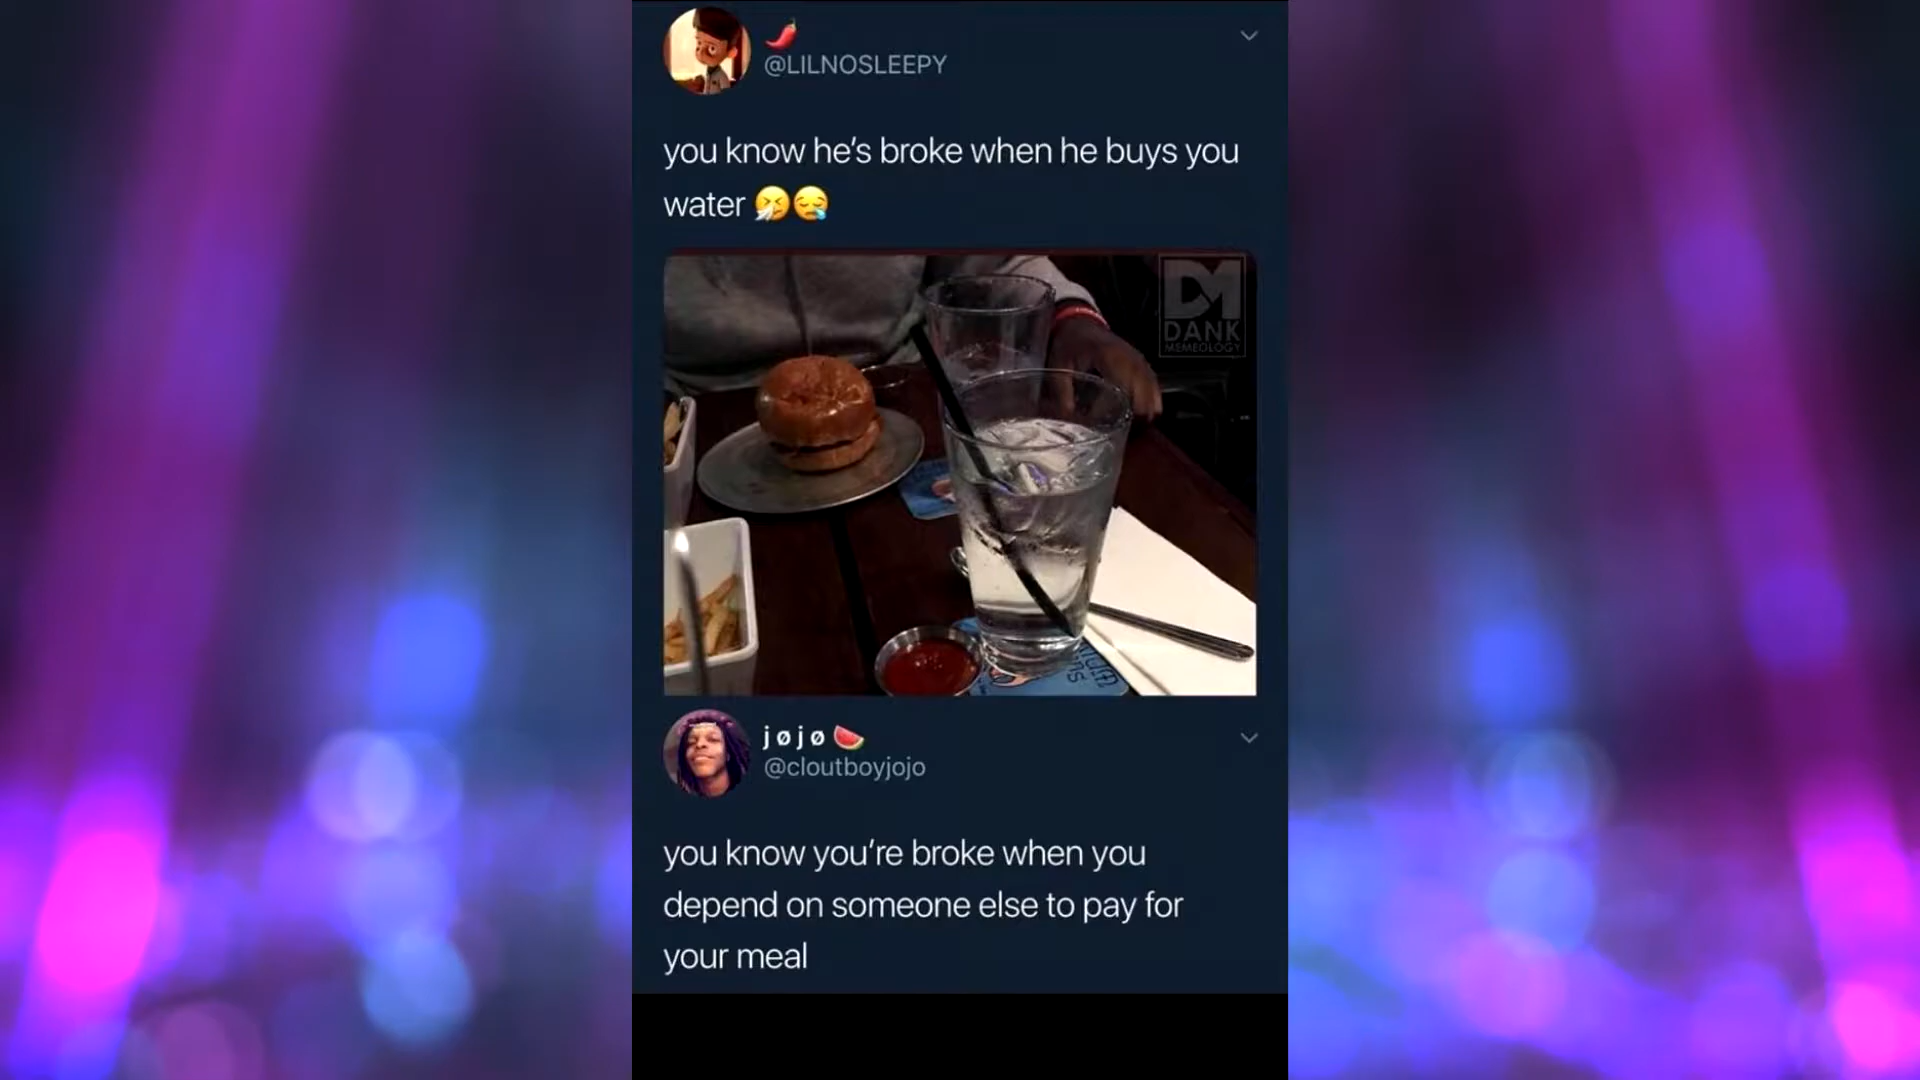 @LILNOSLEEPY
you know he's broke when he buys you
water 🤧😪
DM
DANK
MEMEOLOGY
jøjø 🍉
@cloutboyjojo
you know you're broke when you
depend on someone else to pay for
your meal